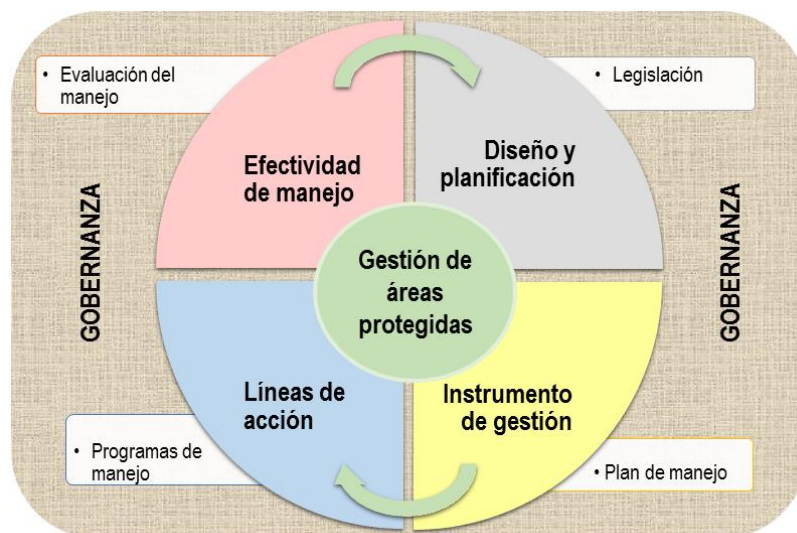 • Evaluación del
manejo
• Legislación
Efectividad
de manejo
Diseño y
planificación
GOBERNANZA
Gestión de
áreas
protegidas
GOBERNANZA
Líneas de
acción
Instrumento
de gestión
• Programas de
manejo
• Plan de manejo